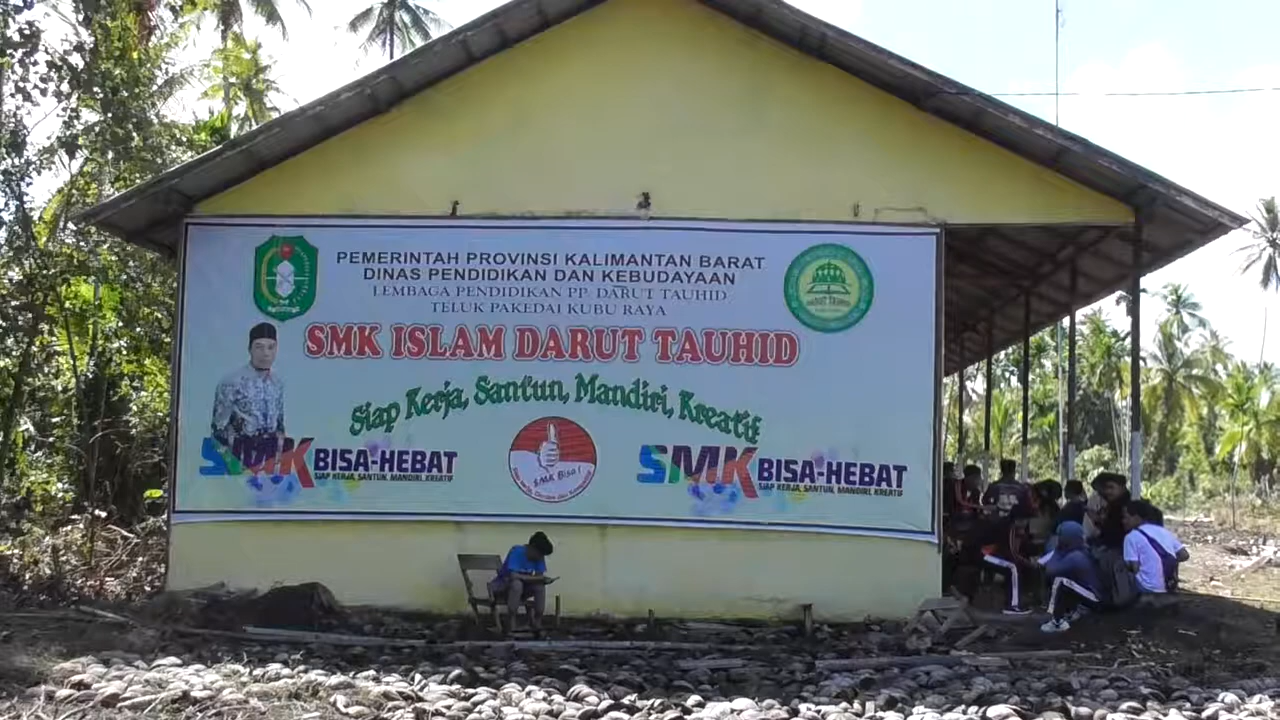 PEMERINTAH PROVINSI KALIMANTAN BARAT
DINAS PENDIDIKAN DAN KEBUDAYAAN
LEMBAGA PENDIDIKAN PP. DARUT TAUHID
TELUK PAKEDAI KUBU RAYA
SMK ISLAM DARUT TAUHID
Siap Kerja, Santun, Mandiri, Kreatif
SMK BISA-HEBAT
SIAP KERJA, SANTUN, MANDIRI, KREATIF
SMK Bisa!
SMK BISA-HEBAT
SIAP KERJA, SANTUN, MANDIRI, KREATIF
DARUT TAUHID